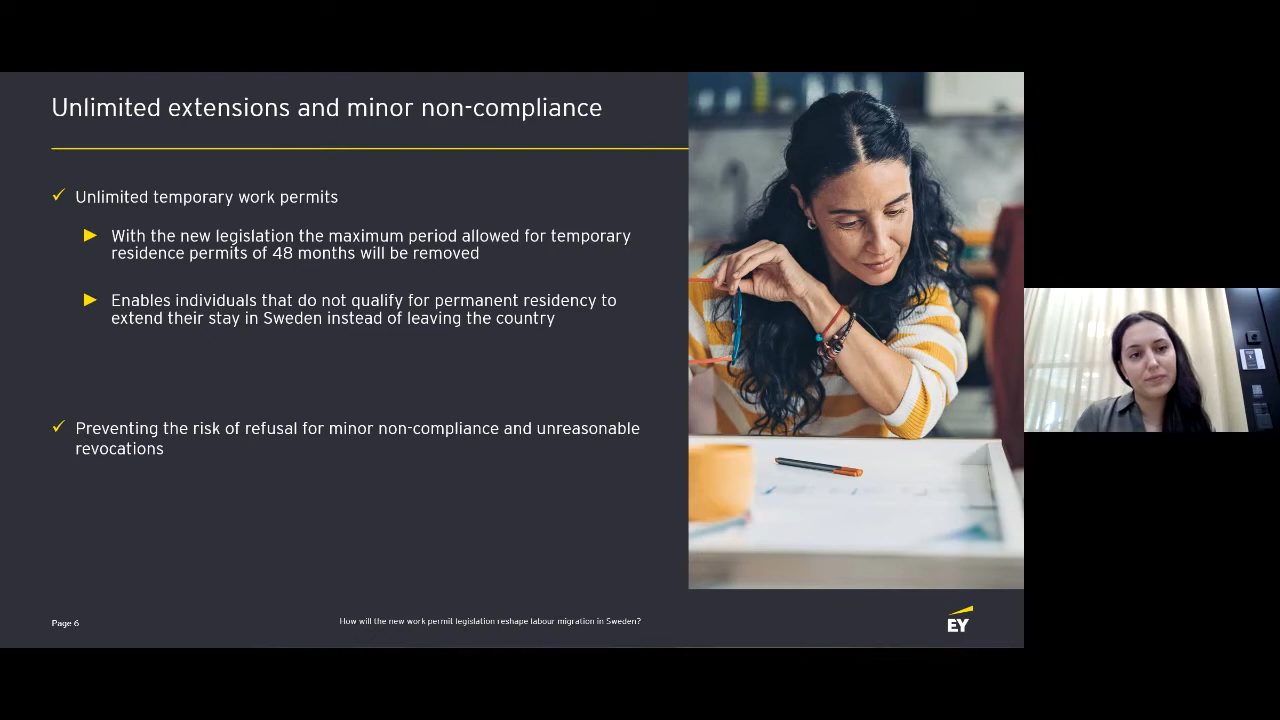 Unlimited extensions and minor non-compliance
Unlimited temporary work permits
With the new legislation the maximum period allowed for temporary
residence permits of 48 months will be removed
Enables individuals that do not qualify for permanent residency to
extend their stay in Sweden instead of leaving the country
Preventing the risk of refusal for minor non-compliance and unreasonable
revocations
Page 6
How will the new work permit legislation reshape labour migration in Sweden?
EY